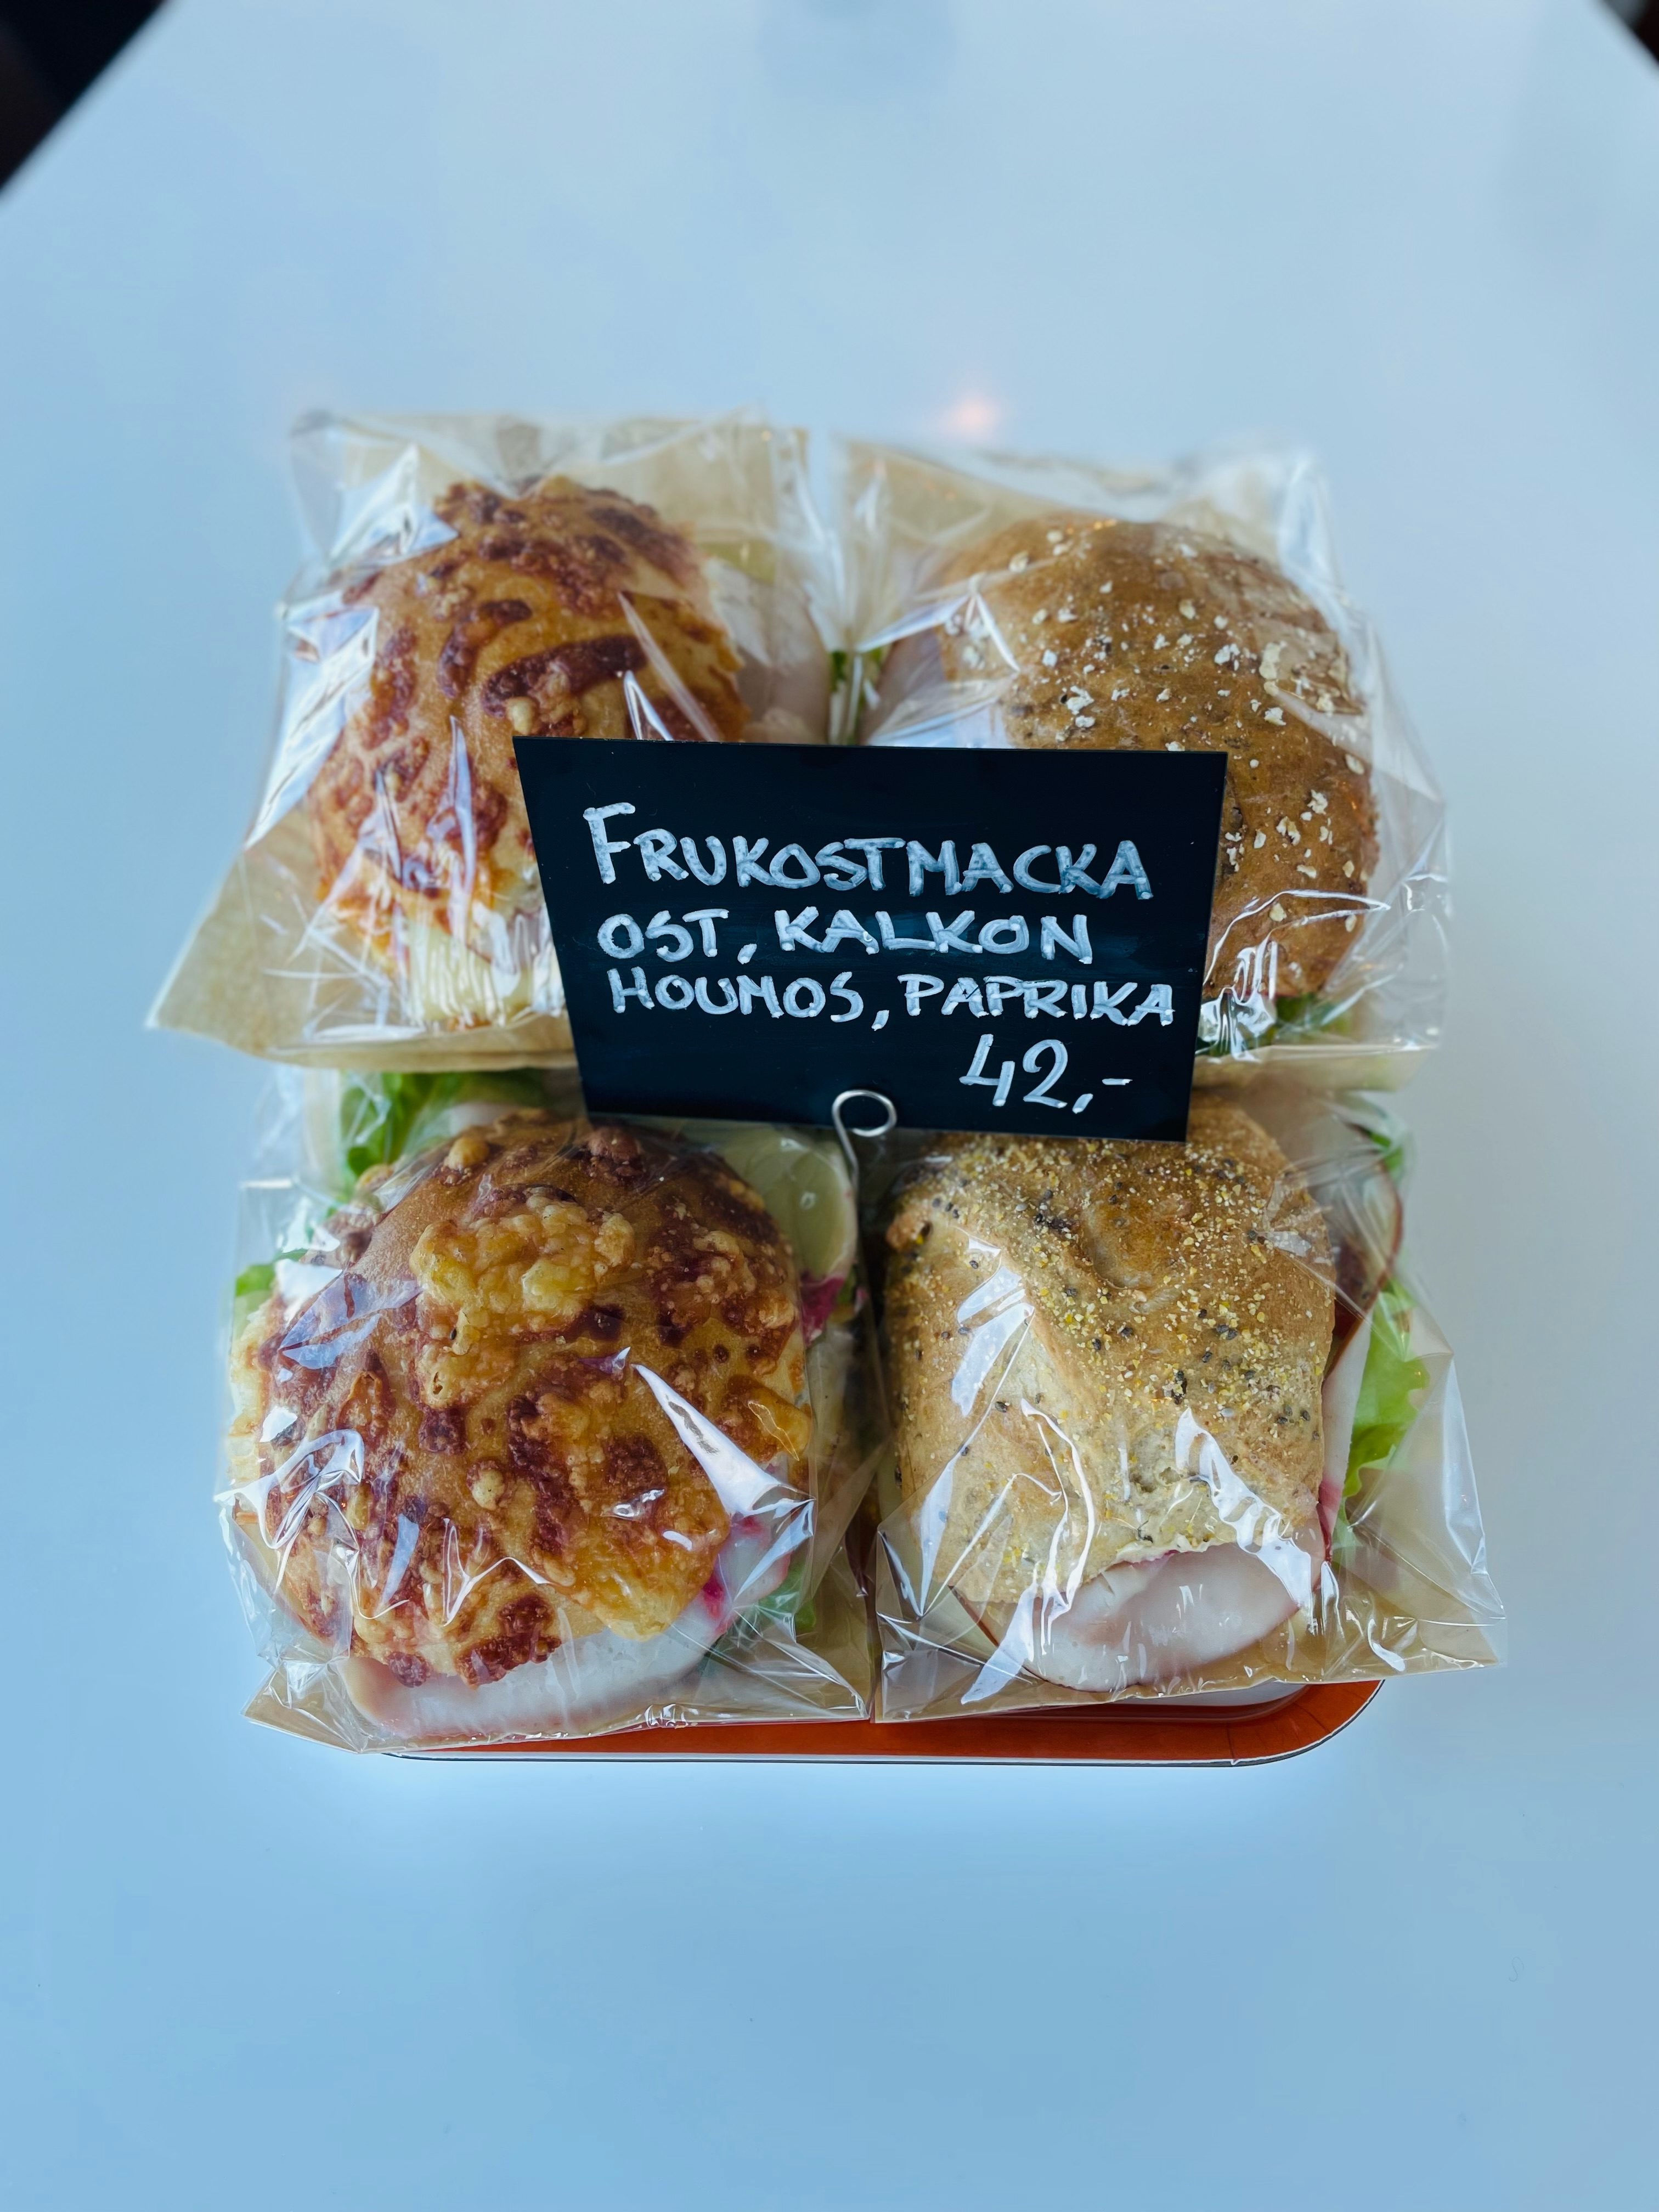 FRUKOSTMACKA
OST, KALKON
HOUMOS, PAPRIKA
42,-